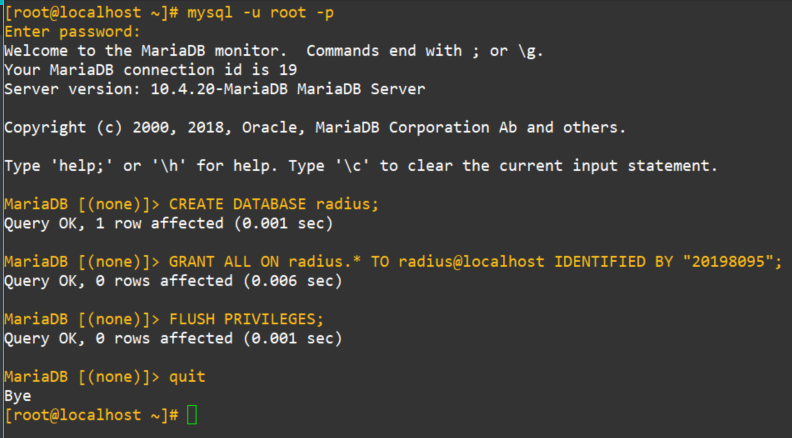 [root@localhost ~]# mysql -u root -p
Enter password:
Welcome to the MariaDB monitor.  Commands end with ; or \g.
Your MariaDB connection id is 19
Server version: 10.4.20-MariaDB MariaDB Server
Copyright (c) 2000, 2018, Oracle, MariaDB Corporation Ab and others.
Type 'help;' or '\h' for help. Type '\c' to clear the current input statement.
MariaDB [(none)]> CREATE DATABASE radius;
Query OK, 1 row affected (0.001 sec)
MariaDB [(none)]> GRANT ALL ON radius.* TO radius@localhost IDENTIFIED BY "20198095";
Query OK, 0 rows affected (0.006 sec)
MariaDB [(none)]> FLUSH PRIVILEGES;
Query OK, 0 rows affected (0.001 sec)
MariaDB [(none)]> quit
Bye
[root@localhost ~]#